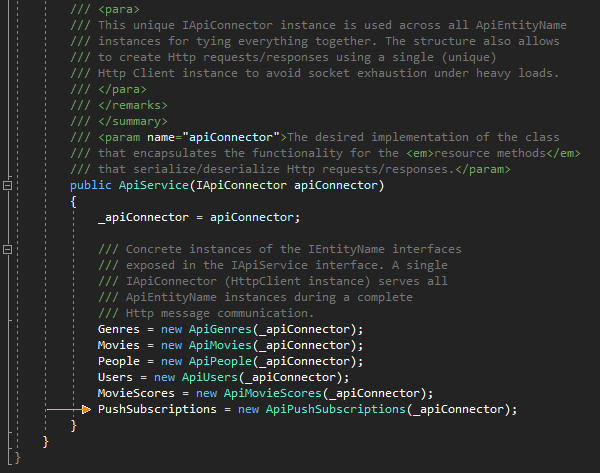 /// <para>
/// This unique IApiConnector instance is used across all ApiEntityName
/// instances for tying everything together. The structure also allows
/// to create Http requests/responses using a single (unique)
/// Http Client instance to avoid socket exhaustion under heavy loads.
/// </para>
/// </remarks>
/// </summary>
/// <param name="apiConnector">The desired implementation of the class
/// that encapsulates the functionality for the <em>resource methods</em>
/// that serialize/deserialize Http requests/responses.</param>
public ApiService(IApiConnector apiConnector)
{
_apiConnector = apiConnector;
/// Concrete instances of the IEntityName interfaces
/// exposed in the IApiService interface. A single
/// IApiConnector (HttpClient instance) serves all
/// ApiEntityName instances during a complete
/// Http message communication.
Genres = new ApiGenres(_apiConnector);
Movies = new ApiMovies(_apiConnector);
People = new ApiPeople(_apiConnector);
Users = new ApiUsers(_apiConnector);
MovieScores = new ApiMovieScores(_apiConnector);
PushSubscriptions = new ApiPushSubscriptions(_apiConnector);
}
}
}